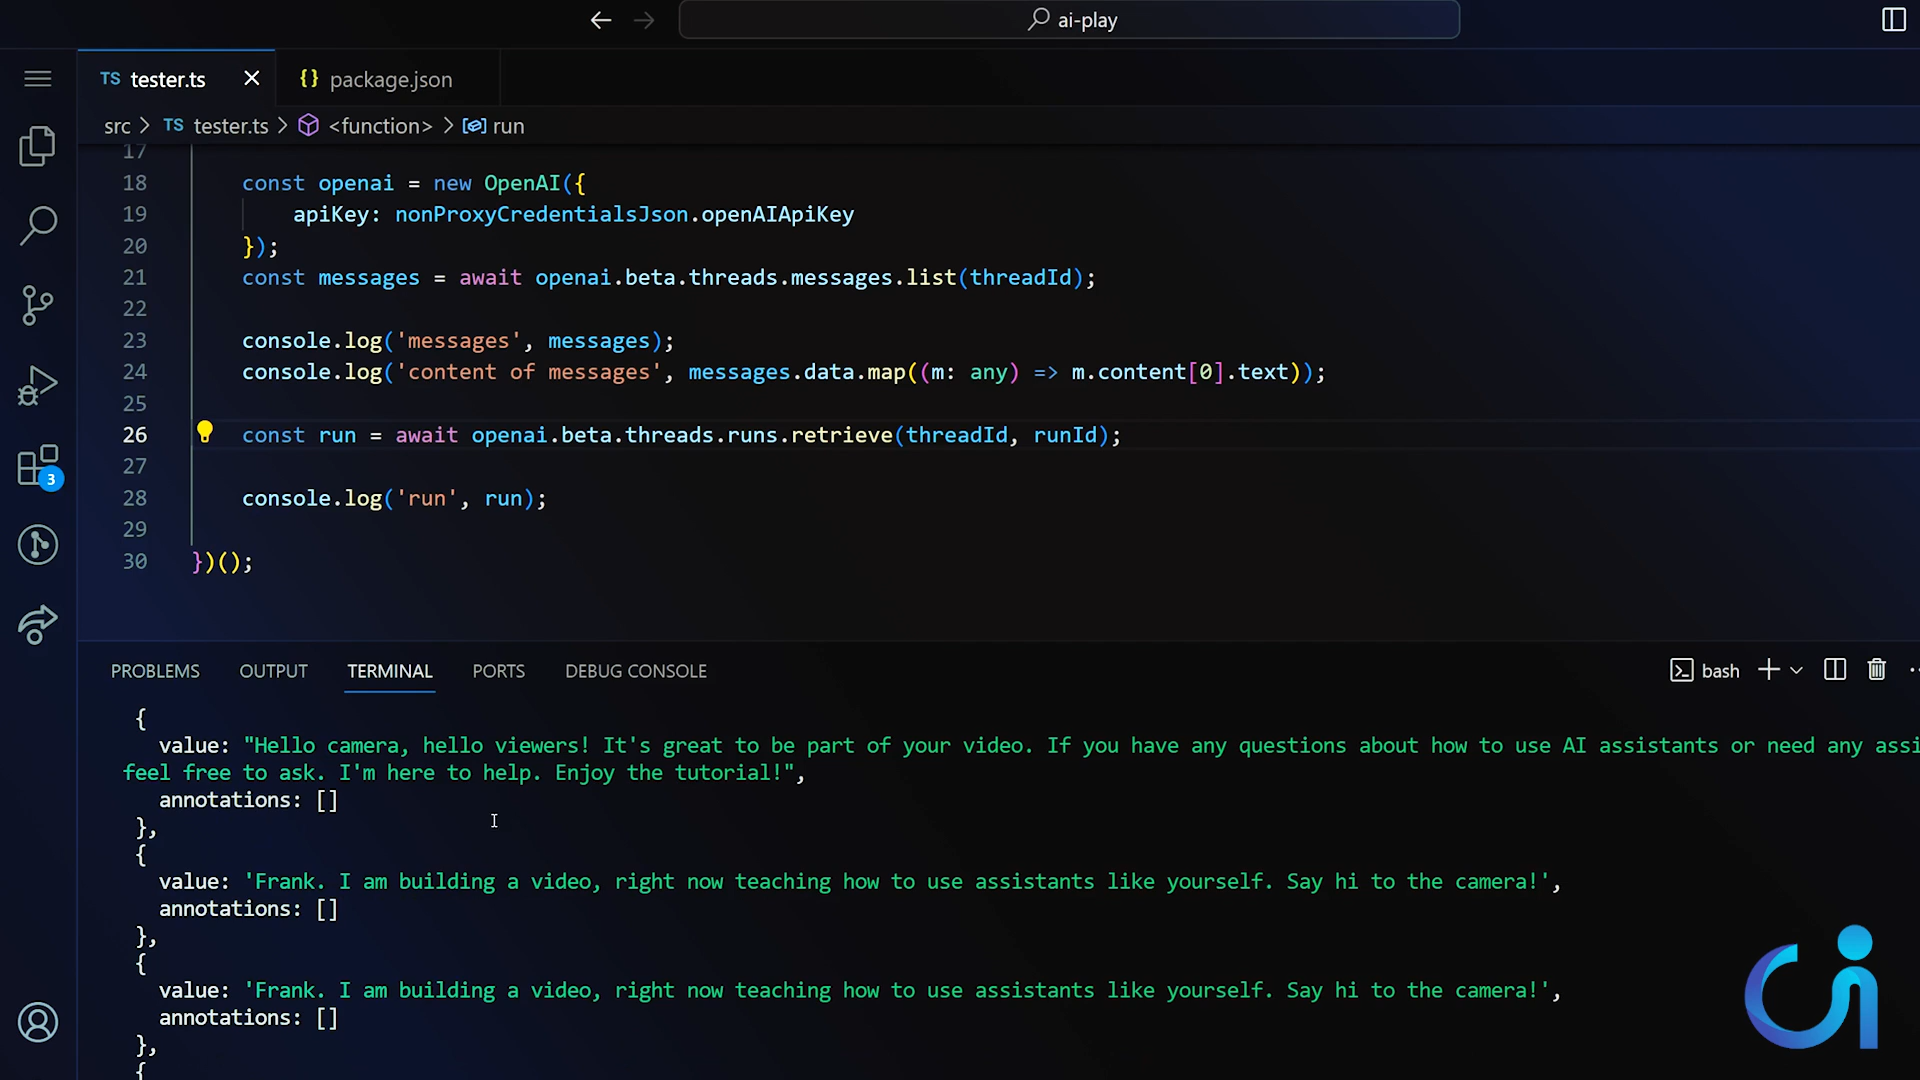 ai-play
TS tester.ts
{} package.json
src > TS tester.ts > <function> > run
17
18 const openai = new OpenAI({
19 apiKey: nonProxyCredentialsJson.openAIApiKey
20 });
21 const messages = await openai.beta.threads.messages.list(threadId);
22
23 console.log('messages', messages);
24 console.log('content of messages', messages.data.map((m: any) => m.content[0].text));
25
26 const run = await openai.beta.threads.runs.retrieve(threadId, runId);
27
28 console.log('run', run);
29
30 })();
3
PROBLEMS OUTPUT TERMINAL PORTS DEBUG CONSOLE
bash
{
value: "Hello camera, hello viewers! It's great to be part of your video. If you have any questions about how to use AI assistants or need any assi
feel free to ask. I'm here to help. Enjoy the tutorial!",
annotations: []
},
{
value: 'Frank. I am building a video, right now teaching how to use assistants like yourself. Say hi to the camera!',
annotations: []
},
{
value: 'Frank. I am building a video, right now teaching how to use assistants like yourself. Say hi to the camera!',
annotations: []
},
{